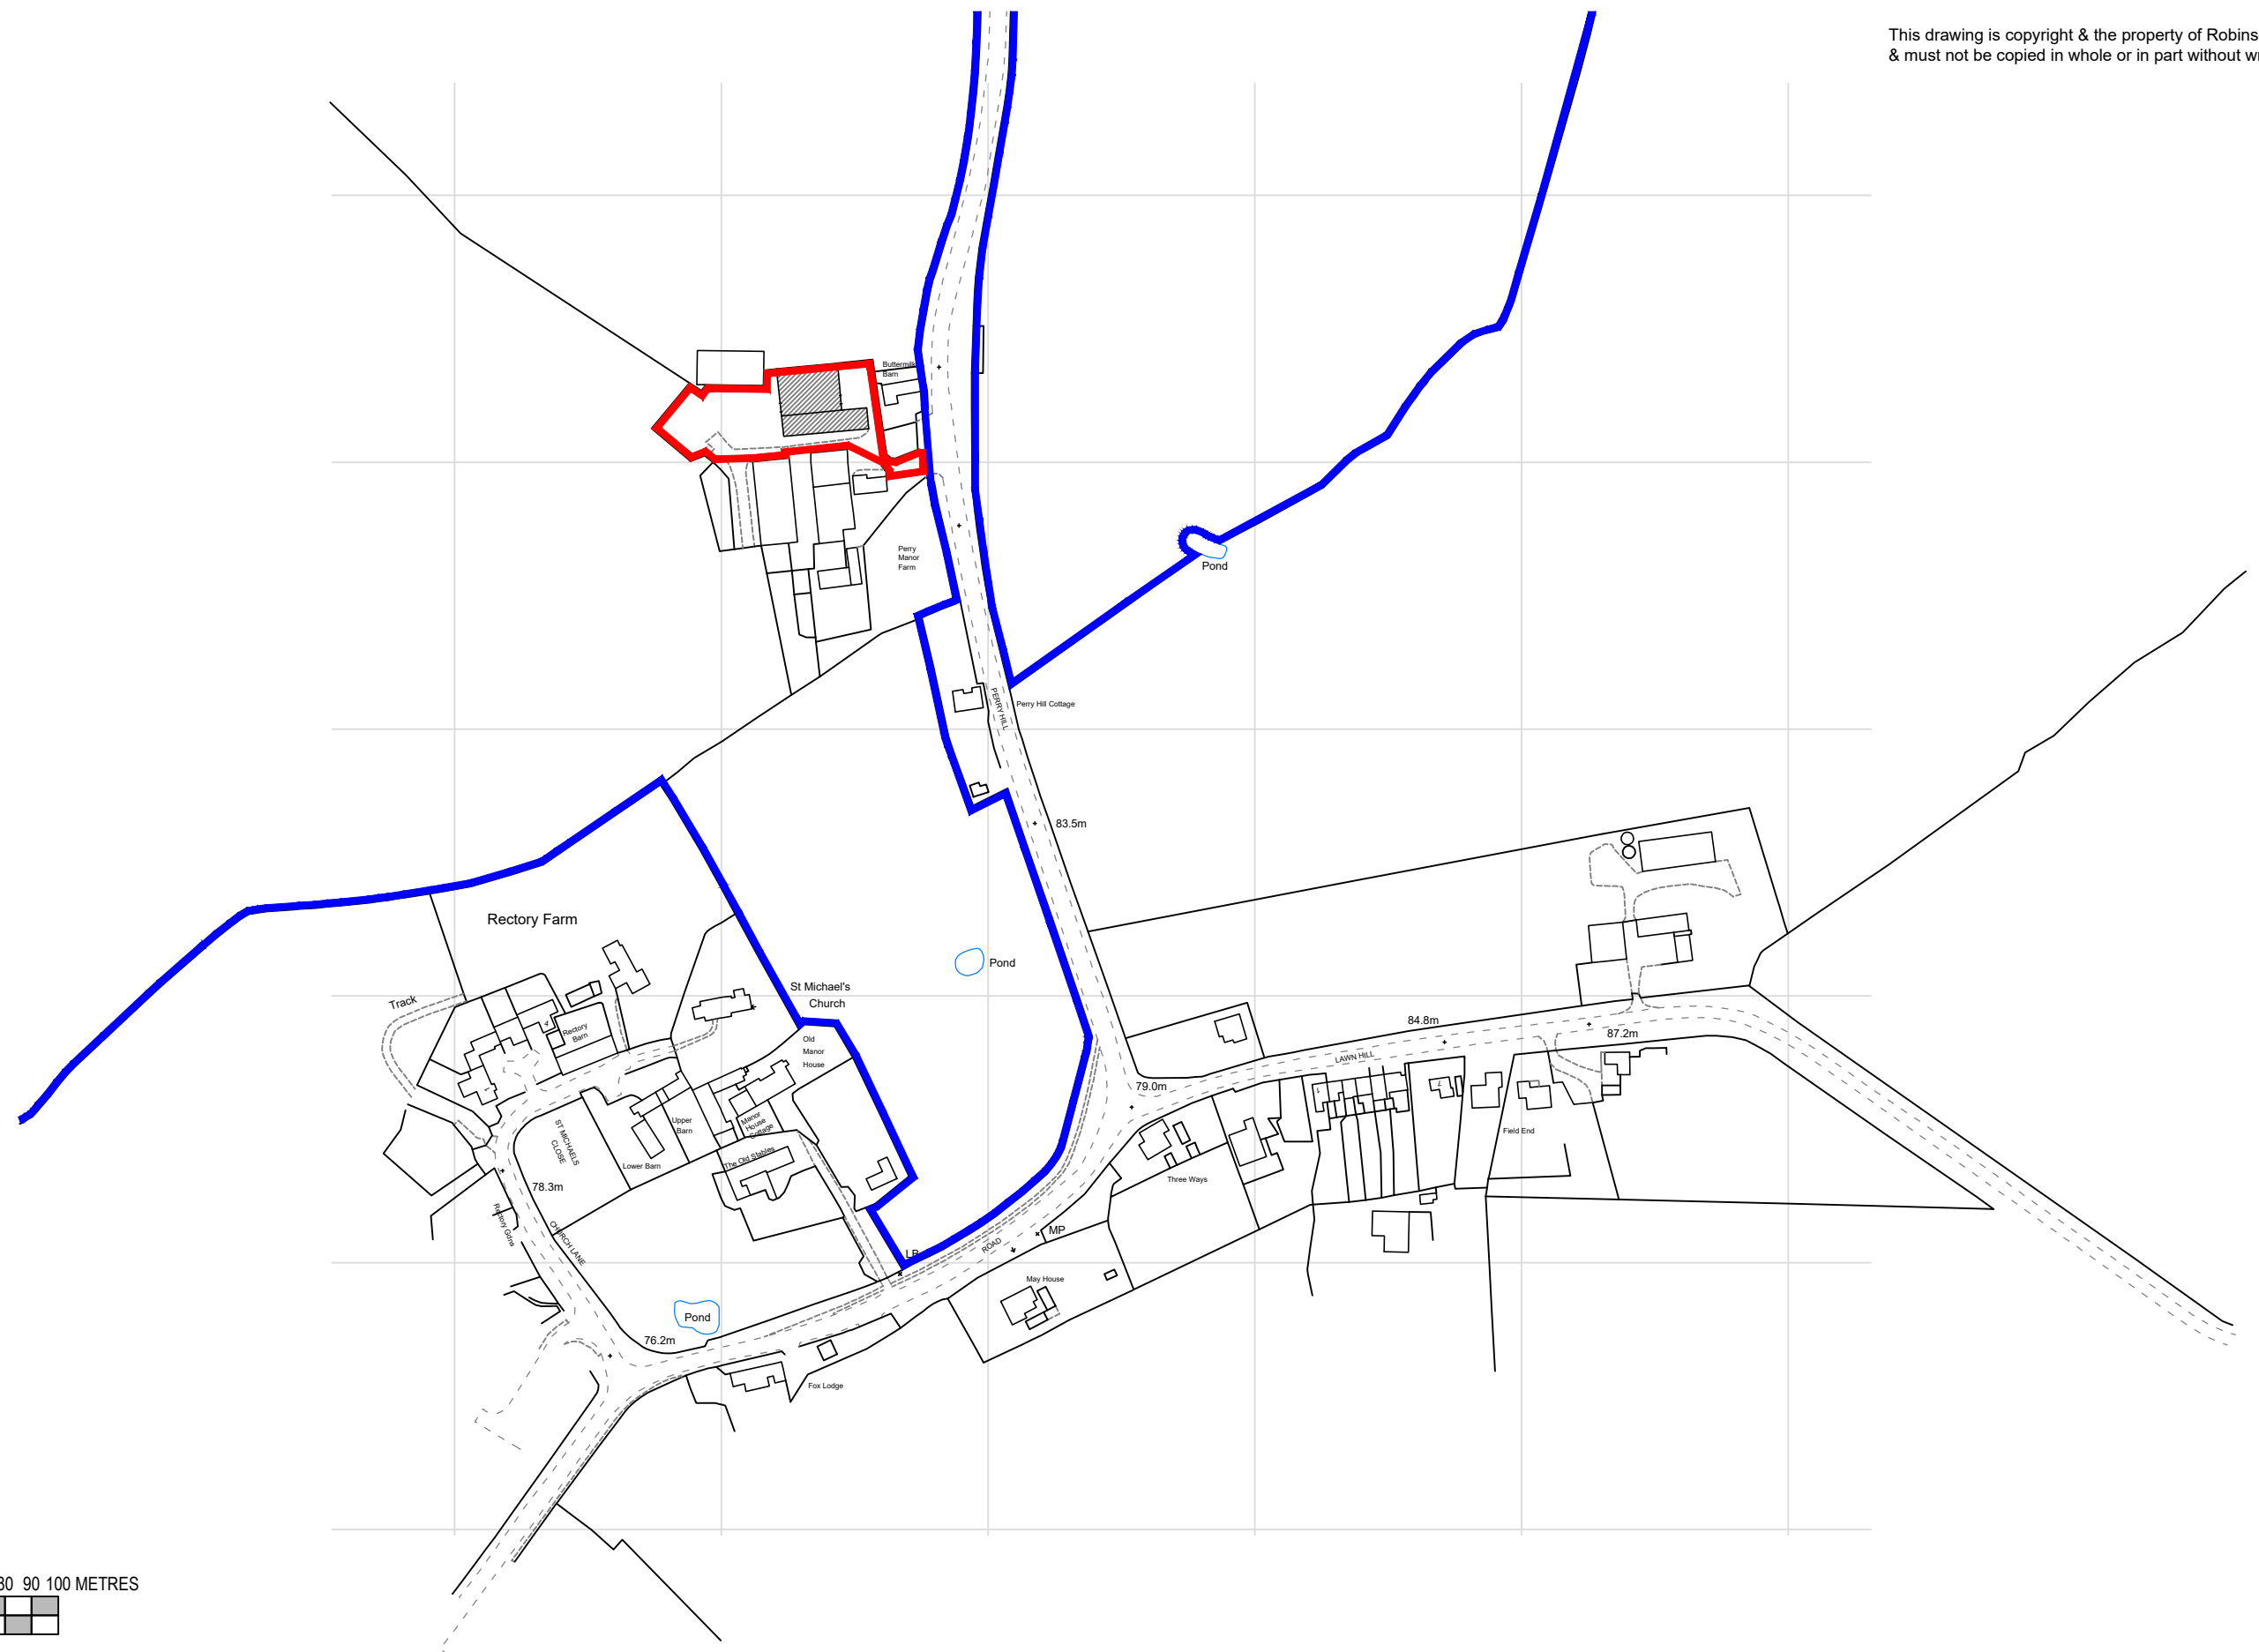 This drawing is copyright & the property of Robins
& must not be copied in whole or in part without
Buttermilk
Barn
Perry
Manor
Farm
Pond
PERRY HILL
Perry Hill Cottage
83.5m
Rectory Farm
Pond
Track
St Michael's
Church
4
Rectory
Barn
Old
Manor
House
84.8m
87.2m
LAWN HILL
79.0m
Upper
Barn
Manor
House
Cottage
ST MICHAELS
CLOSE
Field End
The Old Stables
Lower Barn
Three Ways
78.3m
Rectory Gdns
CHURCH LANE
MP
ROAD
LB
May House
Pond
76.2m
Fox Lodge
90 100 METRES